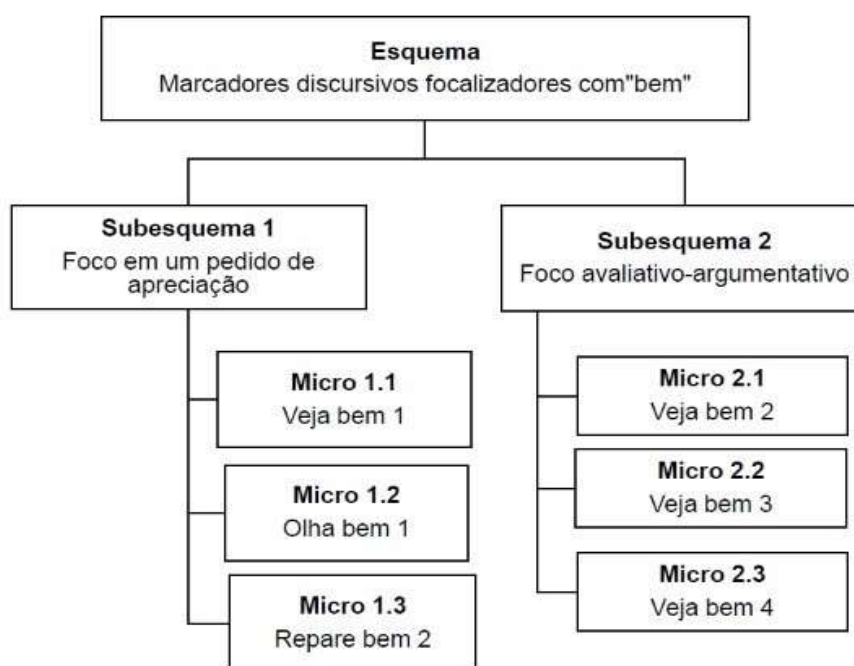 Esquema
Marcadores discursivos focalizadores com"bem"
Subesquema 1
Foco em um pedido de
apreciação
Subesquema 2
Foco avaliativo-argumentativo
Micro 1.1
Veja bem 1
Micro 1.2
Olha bem 1
Micro 1.3
Repare bem 2
Micro 2.1
Veja bem 2
Micro 2.2
Veja bem 3
Micro 2.3
Veja bem 4